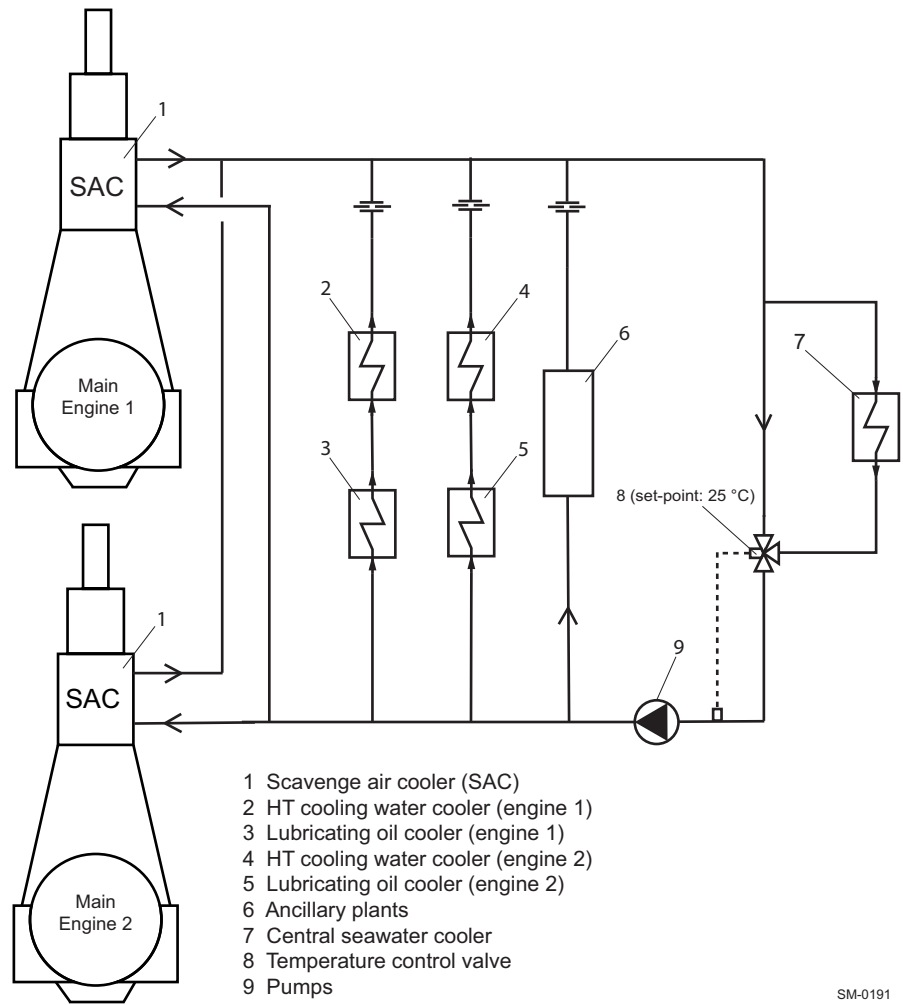 1
SAC
2
4
6
7
Main
Engine 1
3
5
8 (set-point: 25 °C)
1
9
SAC
1 Scavenge air cooler (SAC)
2 HT cooling water cooler (engine 1)
3 Lubricating oil cooler (engine 1)
4 HT cooling water cooler (engine 2)
5 Lubricating oil cooler (engine 2)
6 Ancillary plants
7 Central seawater cooler
8 Temperature control valve
9 Pumps
Main
Engine 2
SM-0191